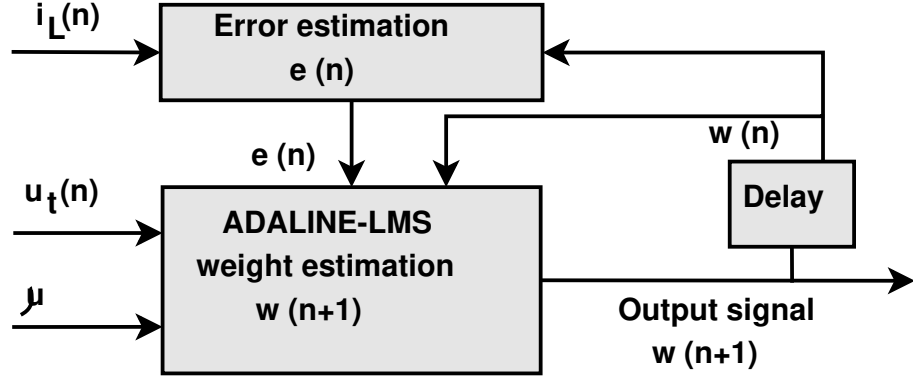 i_L(n)
Error estimation
e (n)
e (n)
w (n)
u_t(n)
Delay
ADALINE-LMS
weight estimation
w (n+1)
μ
Output signal
w (n+1)